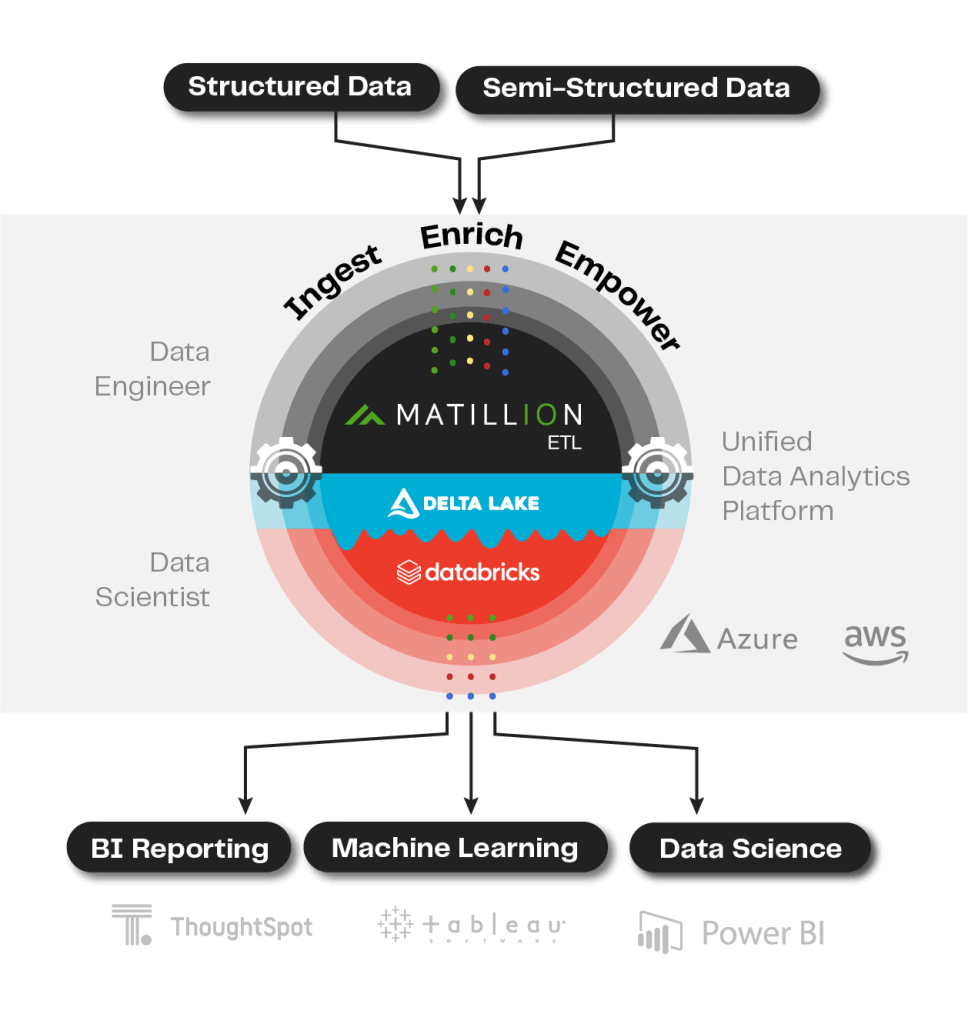 Structured Data
Semi-Structured Data
Ingest
Enrich
Empower
Data
Engineer
MATILLION
ETL
Unified
Data Analytics
Platform
DELTA LAKE
databricks
Data
Scientist
Azure
aws
BI Reporting
Machine Learning
Data Science
ThoughtSpot
tableau
SOFTWARE
Power BI